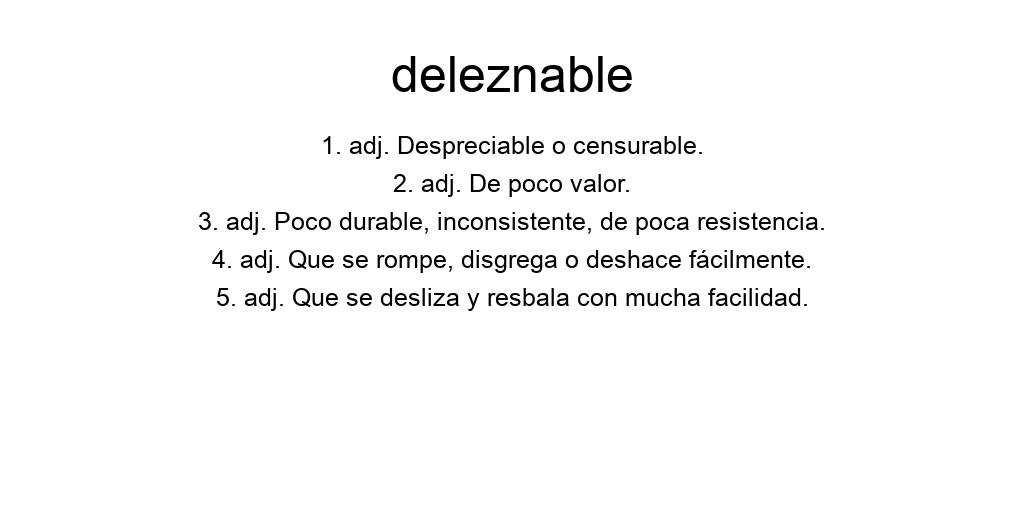 deleznable
1. adj. Despreciable o censurable.
2. adj. De poco valor.
3. adj. Poco durable, inconsistente, de poca resistencia.
4. adj. Que se rompe, disgrega o deshace fácilmente.
5. adj. Que se desliza y resbala con mucha facilidad.